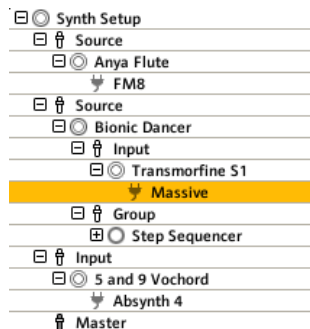 Synth Setup
Source
Anya Flute
FM8
Source
Bionic Dancer
Input
Transmorfine S1
Massive
Group
Step Sequencer
Input
5 and 9 Vochord
Absynth 4
Master